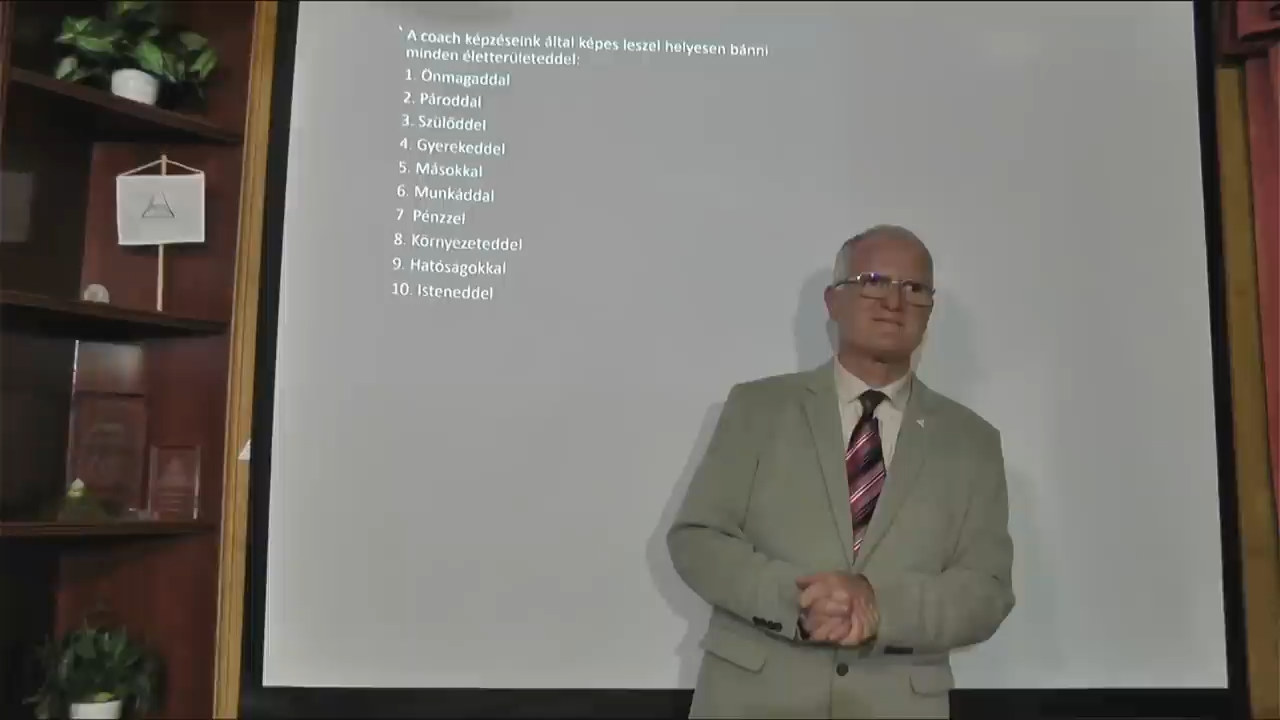 A coach képzéseink által képes leszel helyesen bánni
minden életterületeddel:
1. Önmagaddal
2. Pároddal
3. Szülőddel
4. Gyerekeddel
5. Másokkal
6. Munkáddal
7 Pénzzel
8. Környezeteddel
9. Hatóságokkal
10. Isteneddel